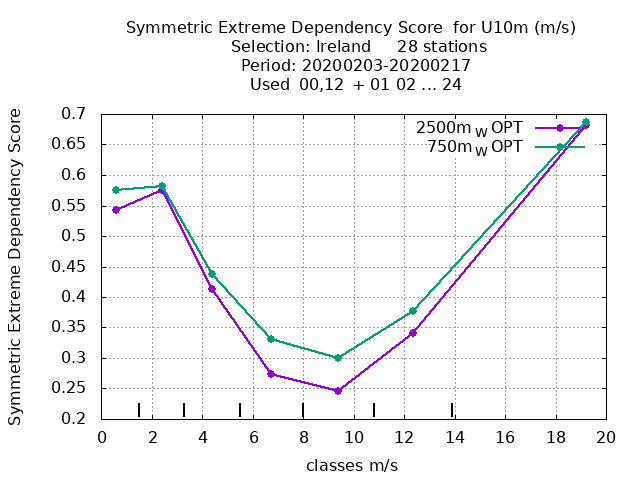 Symmetric Extreme Dependency Score  for U10m (m/s)
Selection: Ireland     28 stations
Period: 20200203-20200217
Used  00,12  + 01 02 ... 24
Symmetric Extreme Dependency Score
0.7
0.65
0.6
0.55
0.5
0.45
0.4
0.35
0.3
0.25
0.2
2500m W OPT
750m W OPT
0 2 4 6 8 10 12 14 16 18 20
classes m/s